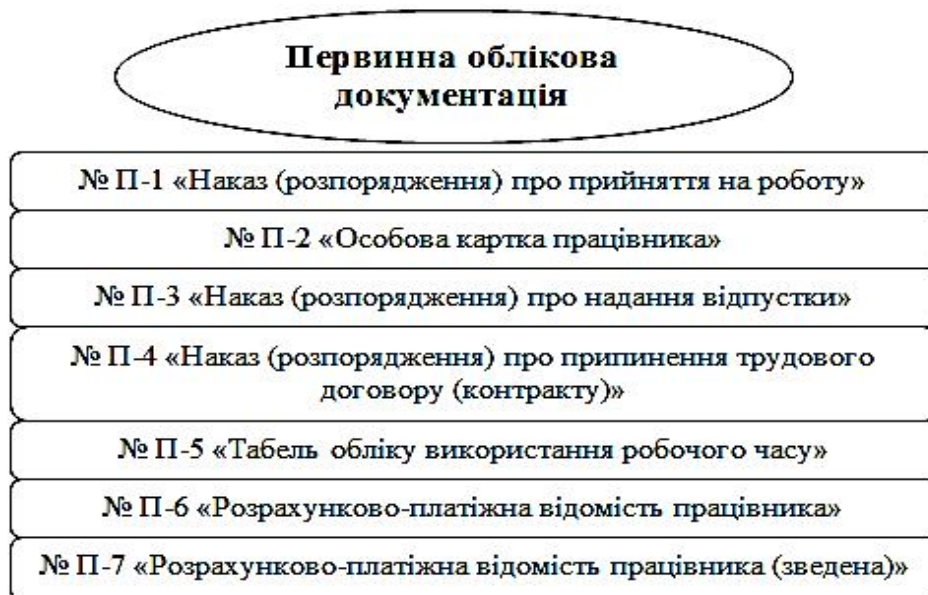 Первинна облікова
документація
№ П-1 «Наказ (розпорядження) про прийняття на роботу»
№ П-2 «Особова картка працівника»
№ П-3 «Наказ (розпорядження) про надання відпустки»
№ П-4 «Наказ (розпорядження) про припинення трудового
договору (контракту)»
№ П-5 «Табель обліку використання робочого часу»
№ П-6 «Розрахунково-платіжна відомість працівника»
№ П-7 «Розрахунково-платіжна відомість працівника (зведена)»